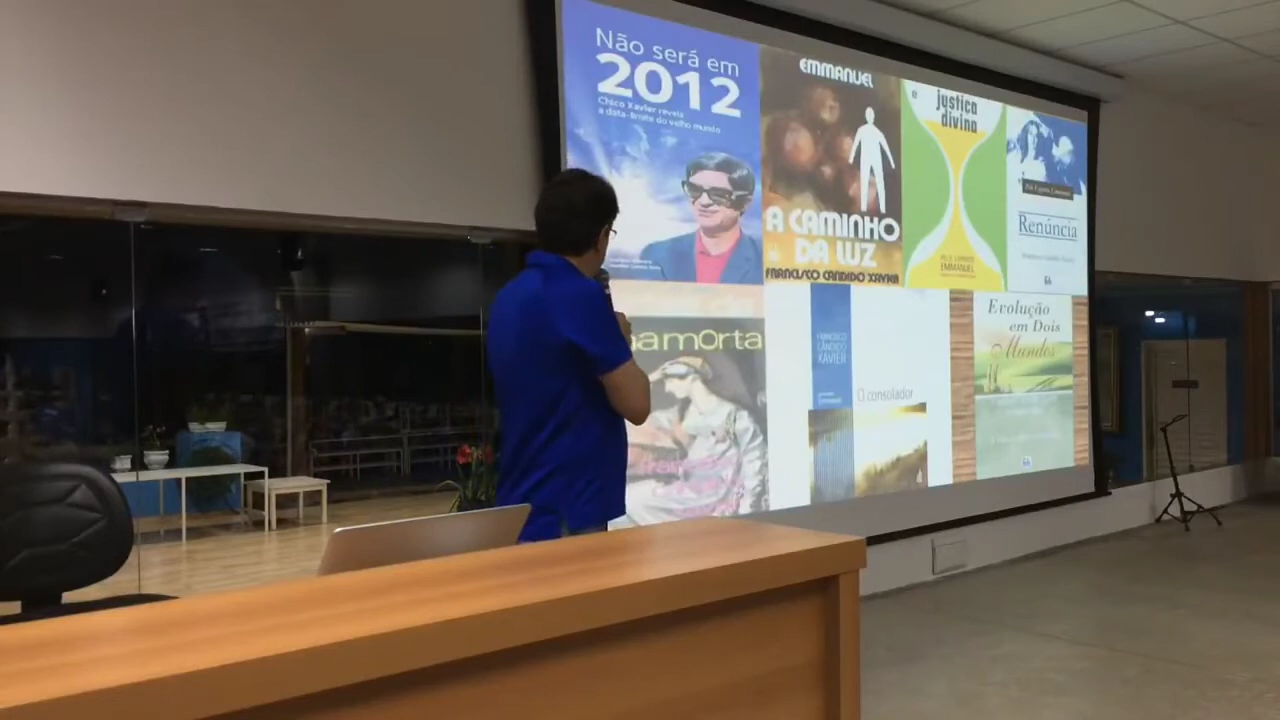 Não será em
2012
Chico Xavier revela
a data-limite do velho mundo
EMMANUEL
A CAMINHO
DA LUZ
FRANCISCO CANDIDO XAVIER
justiça
divina
EMMANUEL
Renúncia
amorta
FRANCISCO
CÂNDIDO
XAVIER
O consolador
Evolução
em Dois
Mundos